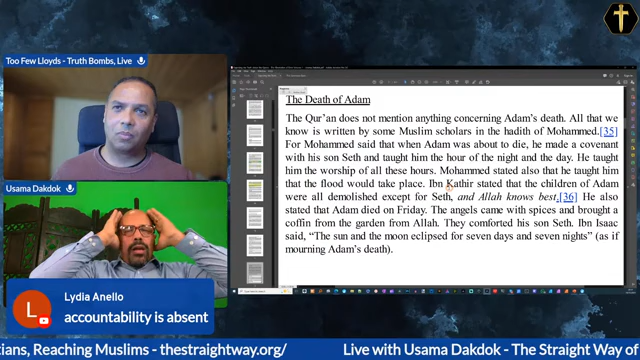 Too Few Lloyds - Truth Bombs, Live
Usama Dakdok
The Death of Adam
The Qur'an does not mention anything concerning Adam's death. All that we
know is written by some Muslim scholars in the hadith of Mohammed.[35]
For Mohammed said that when Adam was about to die, he made a covenant
with his son Seth and taught him the hour of the night and the day. He taught
him the worship of all these hours. Mohammed stated also that he taught him
that the flood would take place. Ibn Kathir stated that the children of Adam
were all demolished except for Seth, and Allah knows best.[36] He also
stated that Adam died on Friday. The angels came with spices and brought a
coffin from the garden from Allah. They comforted his son Seth. Ibn Isaac
said, "The sun and the moon eclipsed for seven days and seven nights" (as if
mourning Adam's death).
L
Lydia Anello
accountability is absent
tians, Reaching Muslims - thestraightway.org/
Live with Usama Dakdok - The Straight Way of